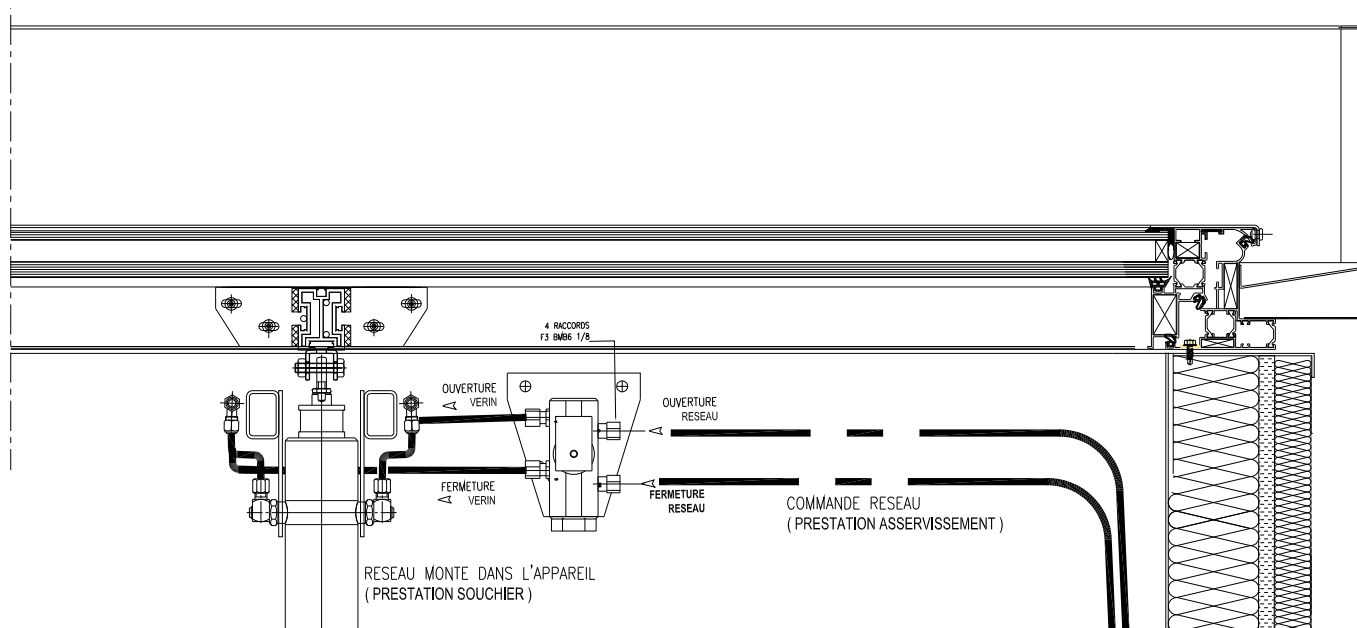 4 RACCORDS
F3 BMB6 1/8
OUVERTURE
VERIN
OUVERTURE
RESEAU
FERMETURE
VERIN
FERMETURE
RESEAU
COMMANDE RESEAU
( PRESTATION ASSERVISSEMENT )
RESEAU MONTE DANS L'APPAREIL
( PRESTATION SOUCHIER )